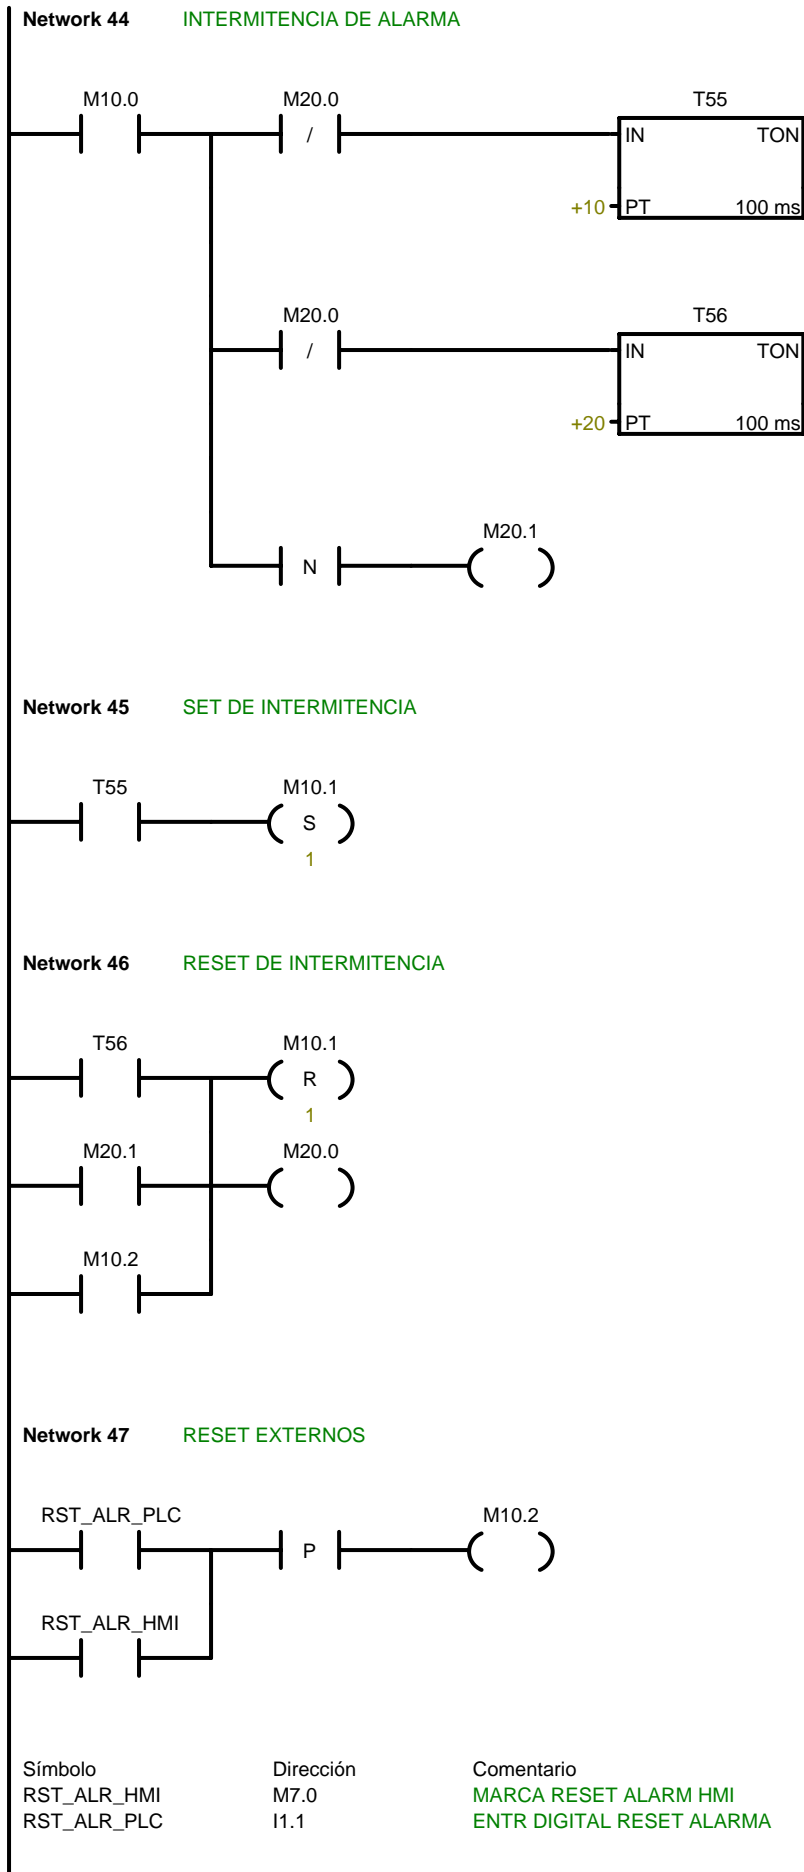 Network 44 INTERMITENCIA DE ALARMA
M10.0 M20.0 T55
/ IN TON
+10 PT 100 ms
M20.0 T56
/ IN TON
+20 PT 100 ms
M20.1
N ( )
Network 45 SET DE INTERMITENCIA
T55 M10.1
S
1
Network 46 RESET DE INTERMITENCIA
T56 M10.1
R
1
M20.1 M20.0
M10.2
Network 47 RESET EXTERNOS
RST_ALR_PLC M10.2
P
RST_ALR_HMI
Símbolo Dirección Comentario
RST_ALR_HMI M7.0 MARCA RESET ALARM HMI
RST_ALR_PLC I1.1 ENTR DIGITAL RESET ALARMA